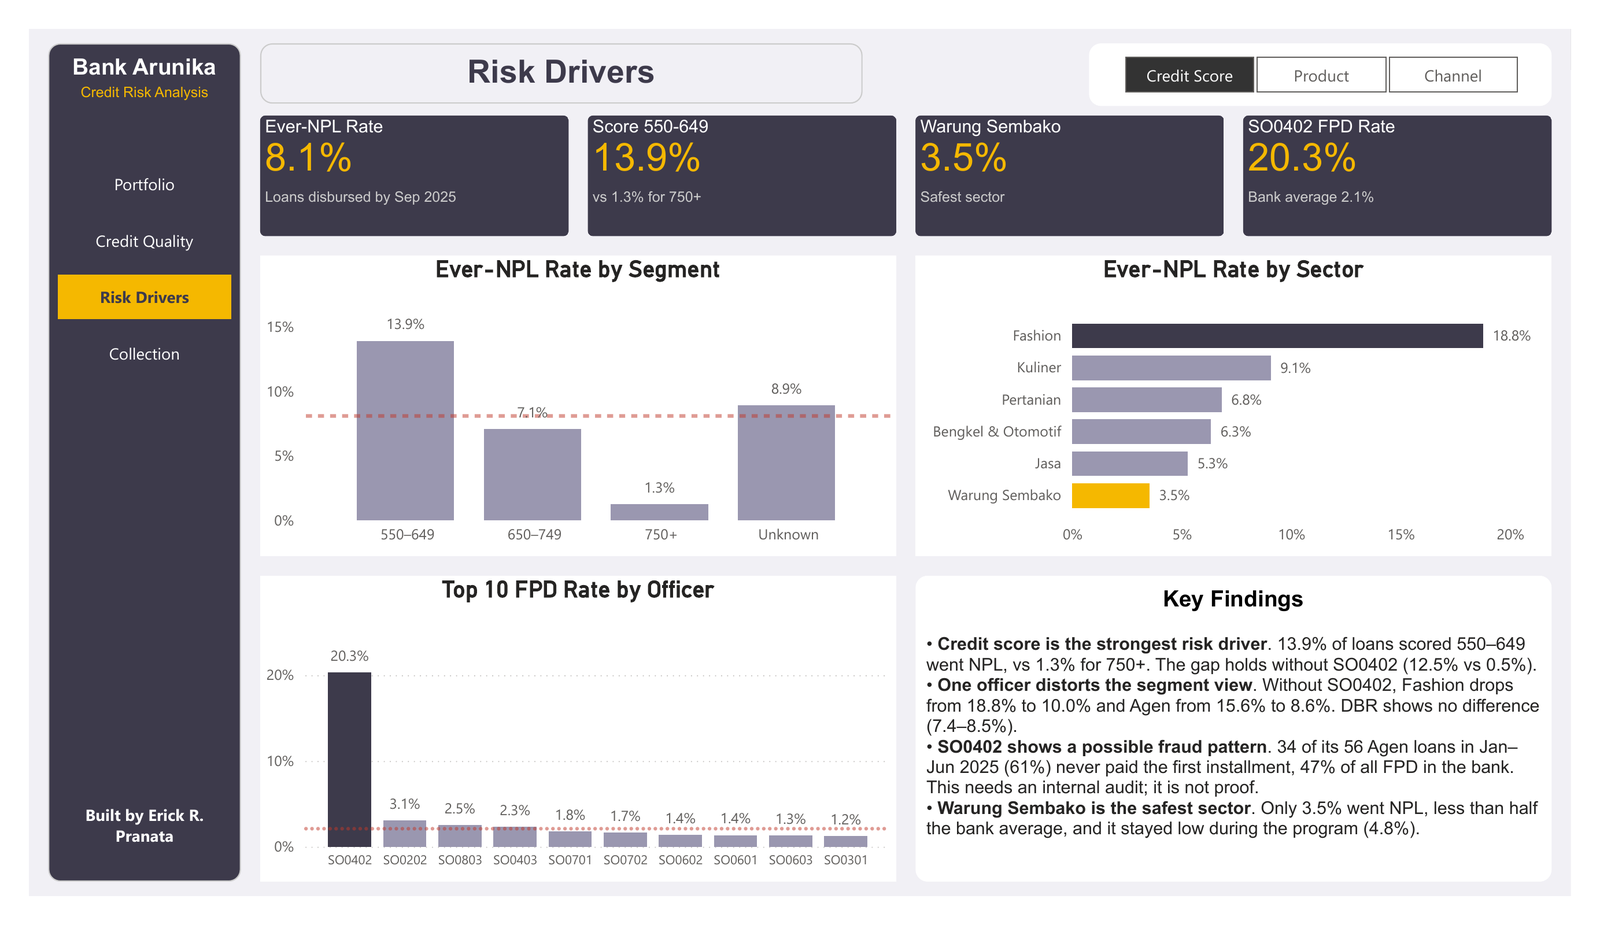 Bank Arunika
Credit Risk Analysis
Portfolio
Credit Quality
Risk Drivers
Collection
Built by Erick R.
Pranata
Risk Drivers
Credit Score
Product
Channel
Ever-NPL Rate
8.1%
Loans disbursed by Sep 2025
Score 550-649
13.9%
vs 1.3% for 750+
Warung Sembako
3.5%
Safest sector
SO0402 FPD Rate
20.3%
Bank average 2.1%
Ever-NPL Rate by Segment
15%
10%
5%
0%
13.9%
7.1%
1.3%
8.9%
550–649
650–749
750+
Unknown
Ever-NPL Rate by Sector
Fashion 18.8%
Kuliner 9.1%
Pertanian 6.8%
Bengkel & Otomotif 6.3%
Jasa 5.3%
Warung Sembako 3.5%
0% 5% 10% 15% 20%
Top 10 FPD Rate by Officer
20%
10%
0%
20.3%
3.1%
2.5%
2.3%
1.8%
1.7%
1.4%
1.4%
1.3%
1.2%
SO0402
SO0202
SO0803
SO0403
SO0701
SO0702
SO0602
SO0601
SO0603
SO0301
Key Findings
• Credit score is the strongest risk driver. 13.9% of loans scored 550–649
went NPL, vs 1.3% for 750+. The gap holds without SO0402 (12.5% vs 0.5%).
• One officer distorts the segment view. Without SO0402, Fashion drops
from 18.8% to 10.0% and Agen from 15.6% to 8.6%. DBR shows no difference
(7.4–8.5%).
• SO0402 shows a possible fraud pattern. 34 of its 56 Agen loans in Jan–
Jun 2025 (61%) never paid the first installment, 47% of all FPD in the bank.
This needs an internal audit; it is not proof.
• Warung Sembako is the safest sector. Only 3.5% went NPL, less than half
the bank average, and it stayed low during the program (4.8%).